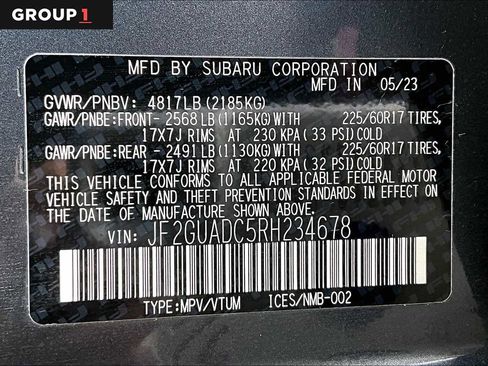 GROUP 1
MFD BY SUBARU CORPORATION
MFD IN 05/23
GVWR/PNBV: 4817LB (2185KG)
GAWR/PNBE:FRONT- 2568 LB (1165KG)WITH 225/60R17 TIRES,
17X7J RIMS AT 230 KPA (33 PSI) COLD
GAWR/PNBE:REAR - 2491 LB (1130KG)WITH 225/60R17 TIRES,
17X7J RIMS AT 220 KPA (32 PSI) COLD
THIS VEHICLE CONFORMS TO ALL APPLICABLE FEDERAL MOTOR
VEHICLE SAFETY AND THEFT PREVENTION STANDARDS IN EFFECT
ON THE DATE OF MANUFACTURE SHOWN ABOVE.
VIN: JF2GUADC5RH234678
TYPE:MPV/VTUM ICES/NMB-002